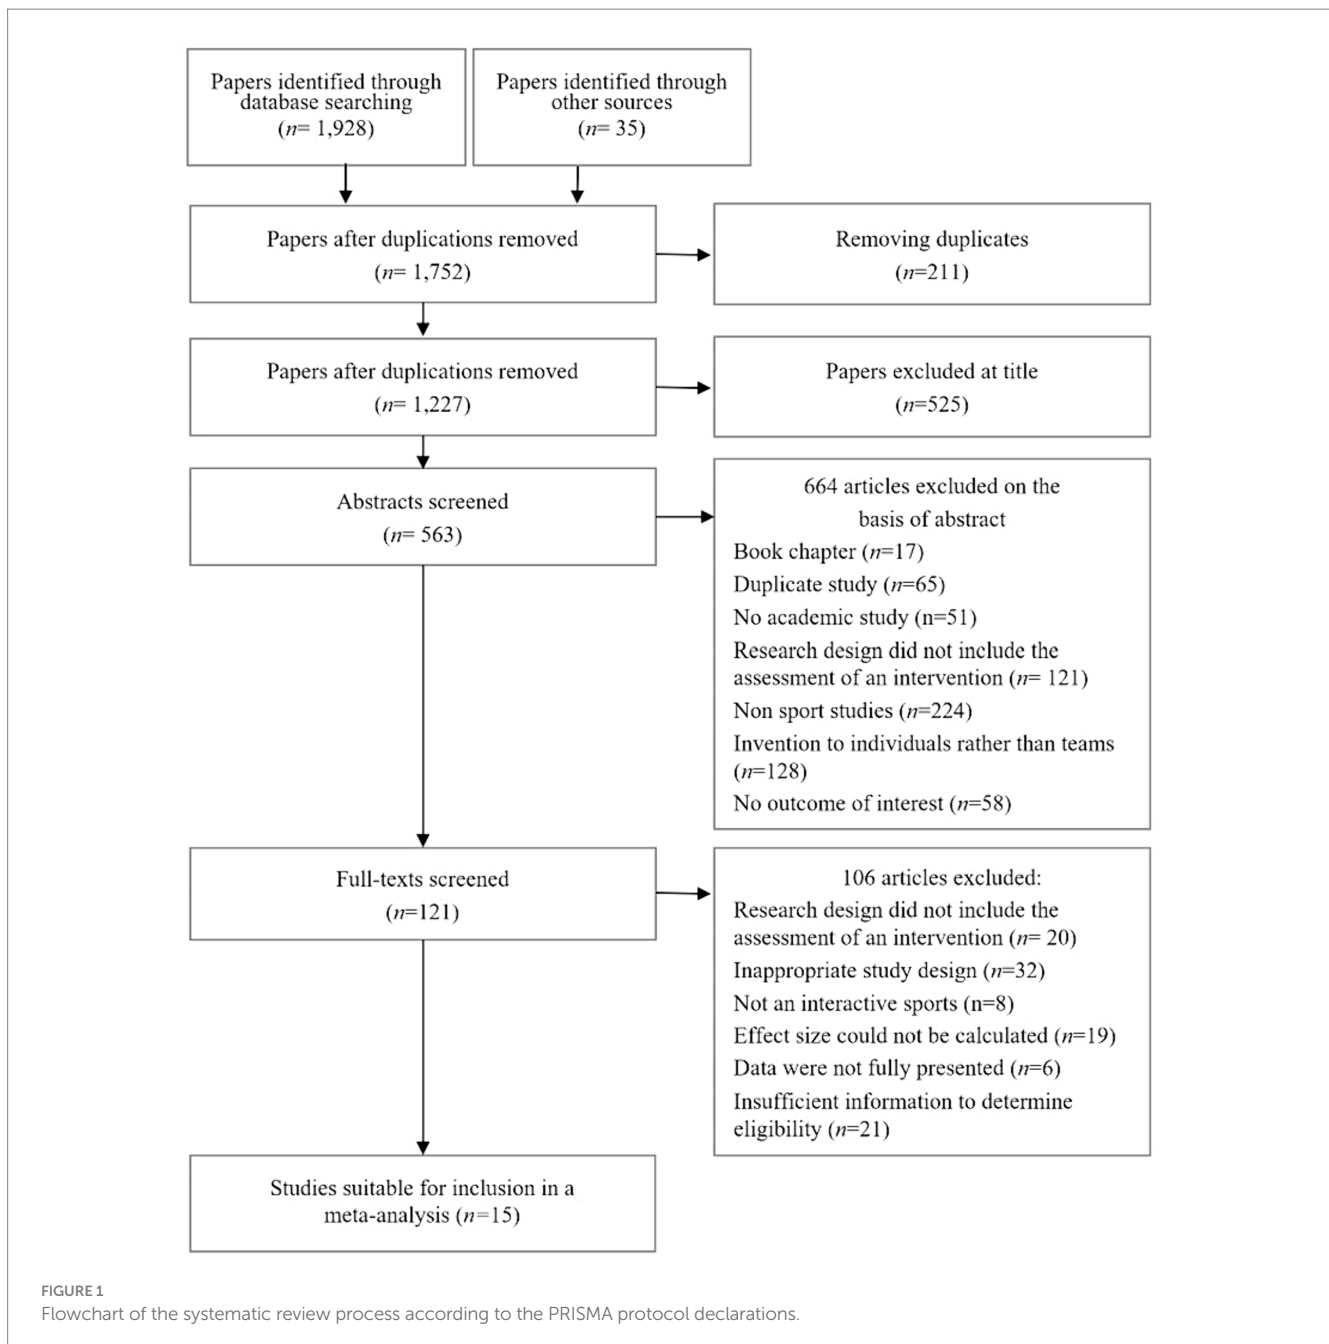 Papers identified through
database searching
(n= 1,928)
Papers identified through
other sources
(n= 35)
Papers after duplications removed
(n= 1,752)
Removing duplicates
(n=211)
Papers after duplications removed
(n= 1,227)
Papers excluded at title
(n=525)
Abstracts screened
(n= 563)
664 articles excluded on the
basis of abstract
Book chapter (n=17)
Duplicate study (n=65)
No academic study (n=51)
Research design did not include the
assessment of an intervention (n= 121)
Non sport studies (n=224)
Invention to individuals rather than teams
(n=128)
No outcome of interest (n=58)
Full-texts screened
(n=121)
106 articles excluded:
Research design did not include the
assessment of an intervention (n= 20)
Inappropriate study design (n=32)
Not an interactive sports (n=8)
Effect size could not be calculated (n=19)
Data were not fully presented (n=6)
Insufficient information to determine
eligibility (n=21)
Studies suitable for inclusion in a
meta-analysis (n=15)
FIGURE 1
Flowchart of the systematic review process according to the PRISMA protocol declarations.